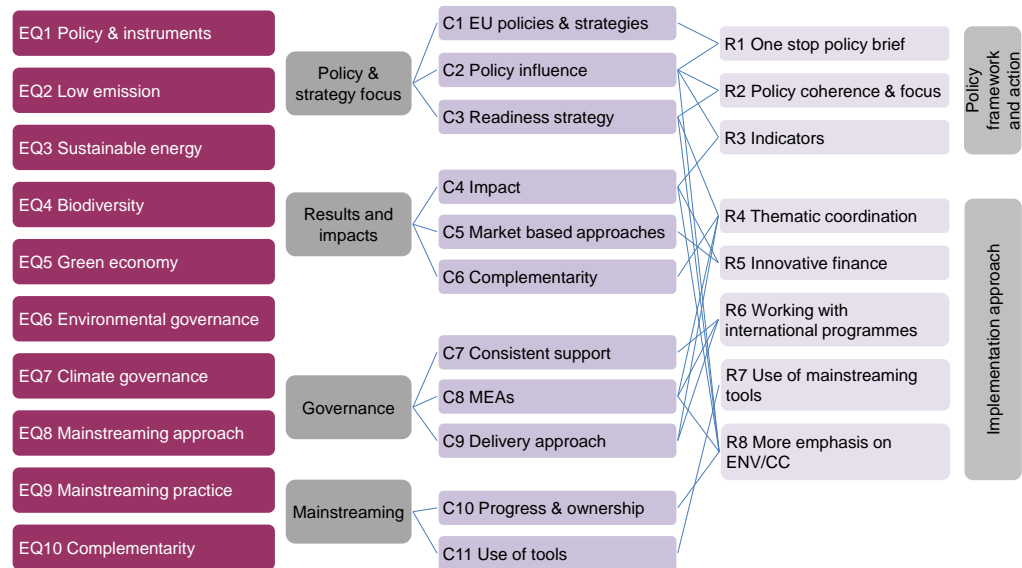 EQ1 Policy & instruments
EQ2 Low emission
EQ3 Sustainable energy
EQ4 Biodiversity
EQ5 Green economy
EQ6 Environmental governance
EQ7 Climate governance
EQ8 Mainstreaming approach
EQ9 Mainstreaming practice
EQ10 Complementarity
Policy &
strategy focus
Results and
impacts
Governance
Mainstreaming
C1 EU policies & strategies
C2 Policy influence
C3 Readiness strategy
C4 Impact
C5 Market based approaches
C6 Complementarity
C7 Consistent support
C8 MEAs
C9 Delivery approach
C10 Progress & ownership
C11 Use of tools
R1 One stop policy brief
R2 Policy coherence & focus
R3 Indicators
R4 Thematic coordination
R5 Innovative finance
R6 Working with
international programmes
R7 Use of mainstreaming
tools
R8 More emphasis on
ENV/CC
Policy
framework
and action
Implementation approach